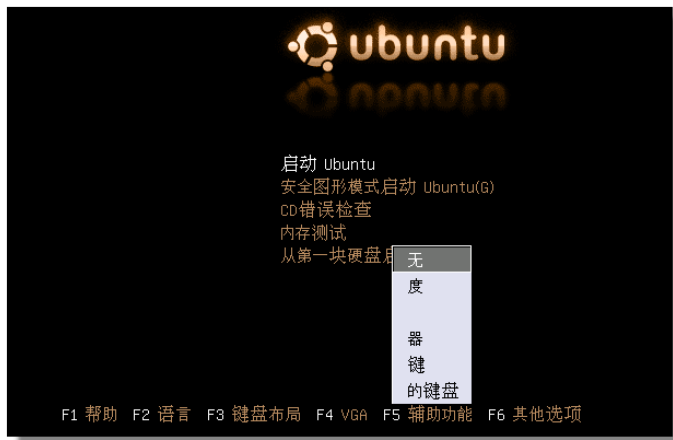 ubuntu
启动 Ubuntu
安全图形模式启动 Ubuntu(G)
CD错误检查
内存测试
从第一块硬盘启
无
度
器
键
的键盘
F1 帮助 F2 语言 F3 键盘布局 F4 VGA F5 辅助功能 F6 其他选项